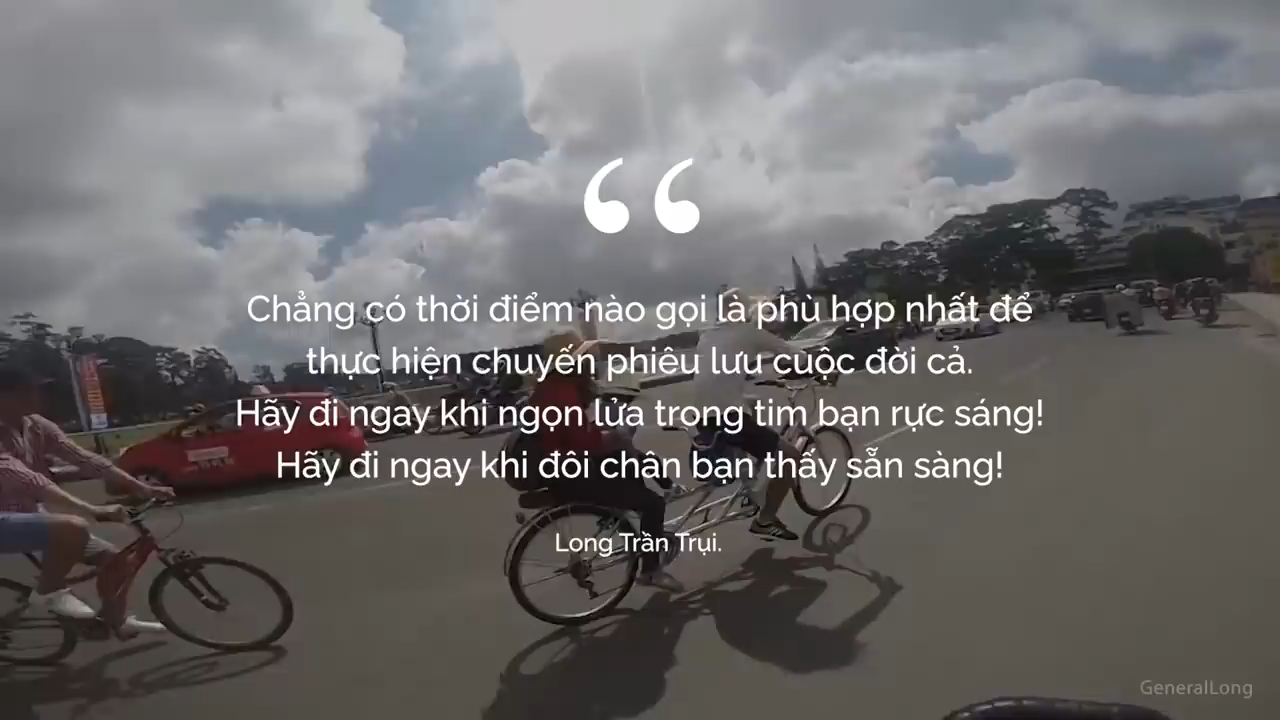 “
Chẳng có thời điểm nào gọi là phù hợp nhất để
thực hiện chuyến phiêu lưu cuộc đời cả.
Hãy đi ngay khi ngọn lửa trong tim bạn rực sáng!
Hãy đi ngay khi đôi chân bạn thấy sẵn sàng!
Long Trần Trụi.
GeneralLong